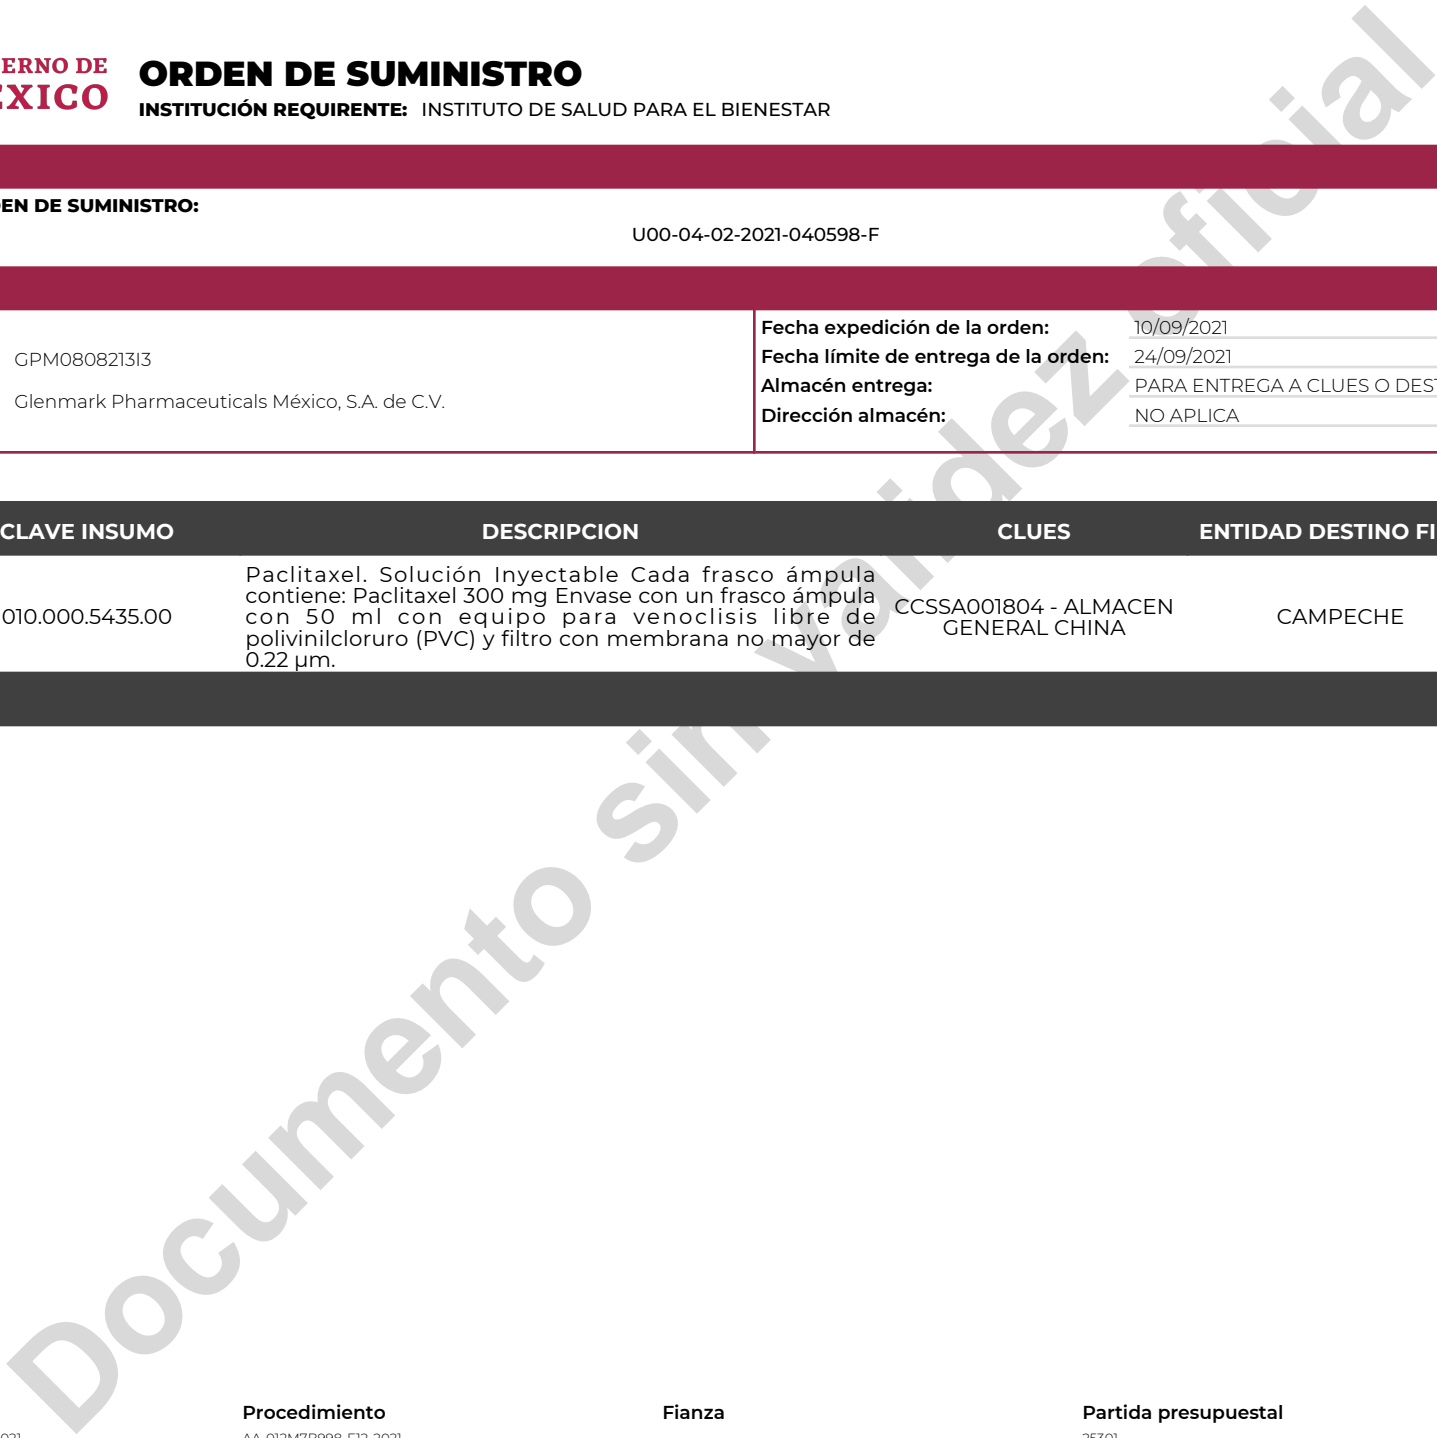 ERNO DE
ÉXICO
ORDEN DE SUMINISTRO
INSTITUCIÓN REQUIRENTE: INSTITUTO DE SALUD PARA EL BIENESTAR
EN DE SUMINISTRO:
U00-04-02-2021-040598-F
GPM0808213I3
Glenmark Pharmaceuticals México, S.A. de C.V.
Fecha expedición de la orden: 10/09/2021
Fecha límite de entrega de la orden: 24/09/2021
Almacén entrega: PARA ENTREGA A CLUES O DEST
Dirección almacén: NO APLICA
CLAVE INSUMO DESCRIPCION CLUES ENTIDAD DESTINO FI
010.000.5435.00
Paclitaxel. Solución Inyectable Cada frasco ámpula
contiene: Paclitaxel 300 mg Envase con un frasco ámpula
con 50 ml con equipo para venoclisis libre de
polivinilcloruro (PVC) y filtro con membrana no mayor de
0.22 µm.
CCSSA001804 - ALMACEN
GENERAL CHINA
CAMPECHE
Documento sin validez oficial
Procedimiento Fianza Partida presupuestal